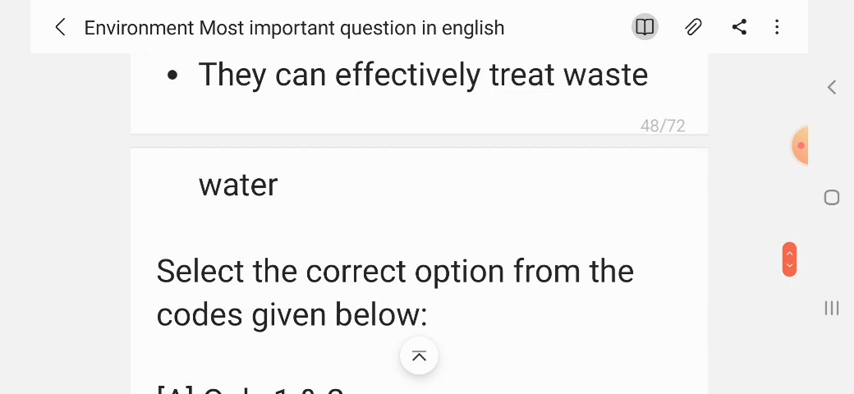 Environment Most important question in english
• They can effectively treat waste
48/72
water
Select the correct option from the
codes given below: